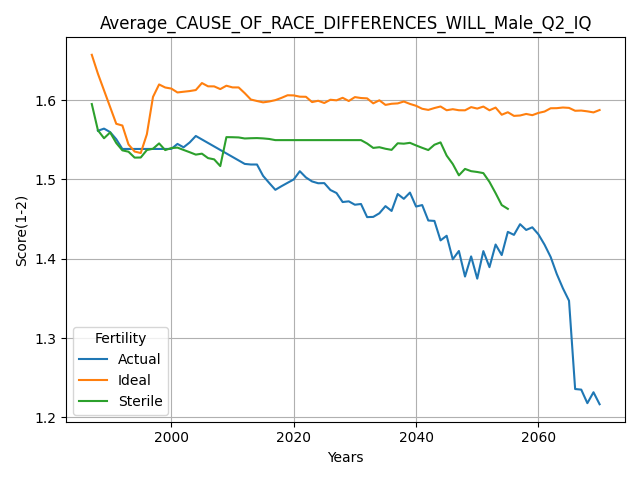 Average_CAUSE_OF_RACE_DIFFERENCES_WILL_Male_Q2_IQ
Score(1-2)
1.6
1.5
1.4
1.3
1.2
Fertility
Actual
Ideal
Sterile
2000 2020 2040 2060
Years